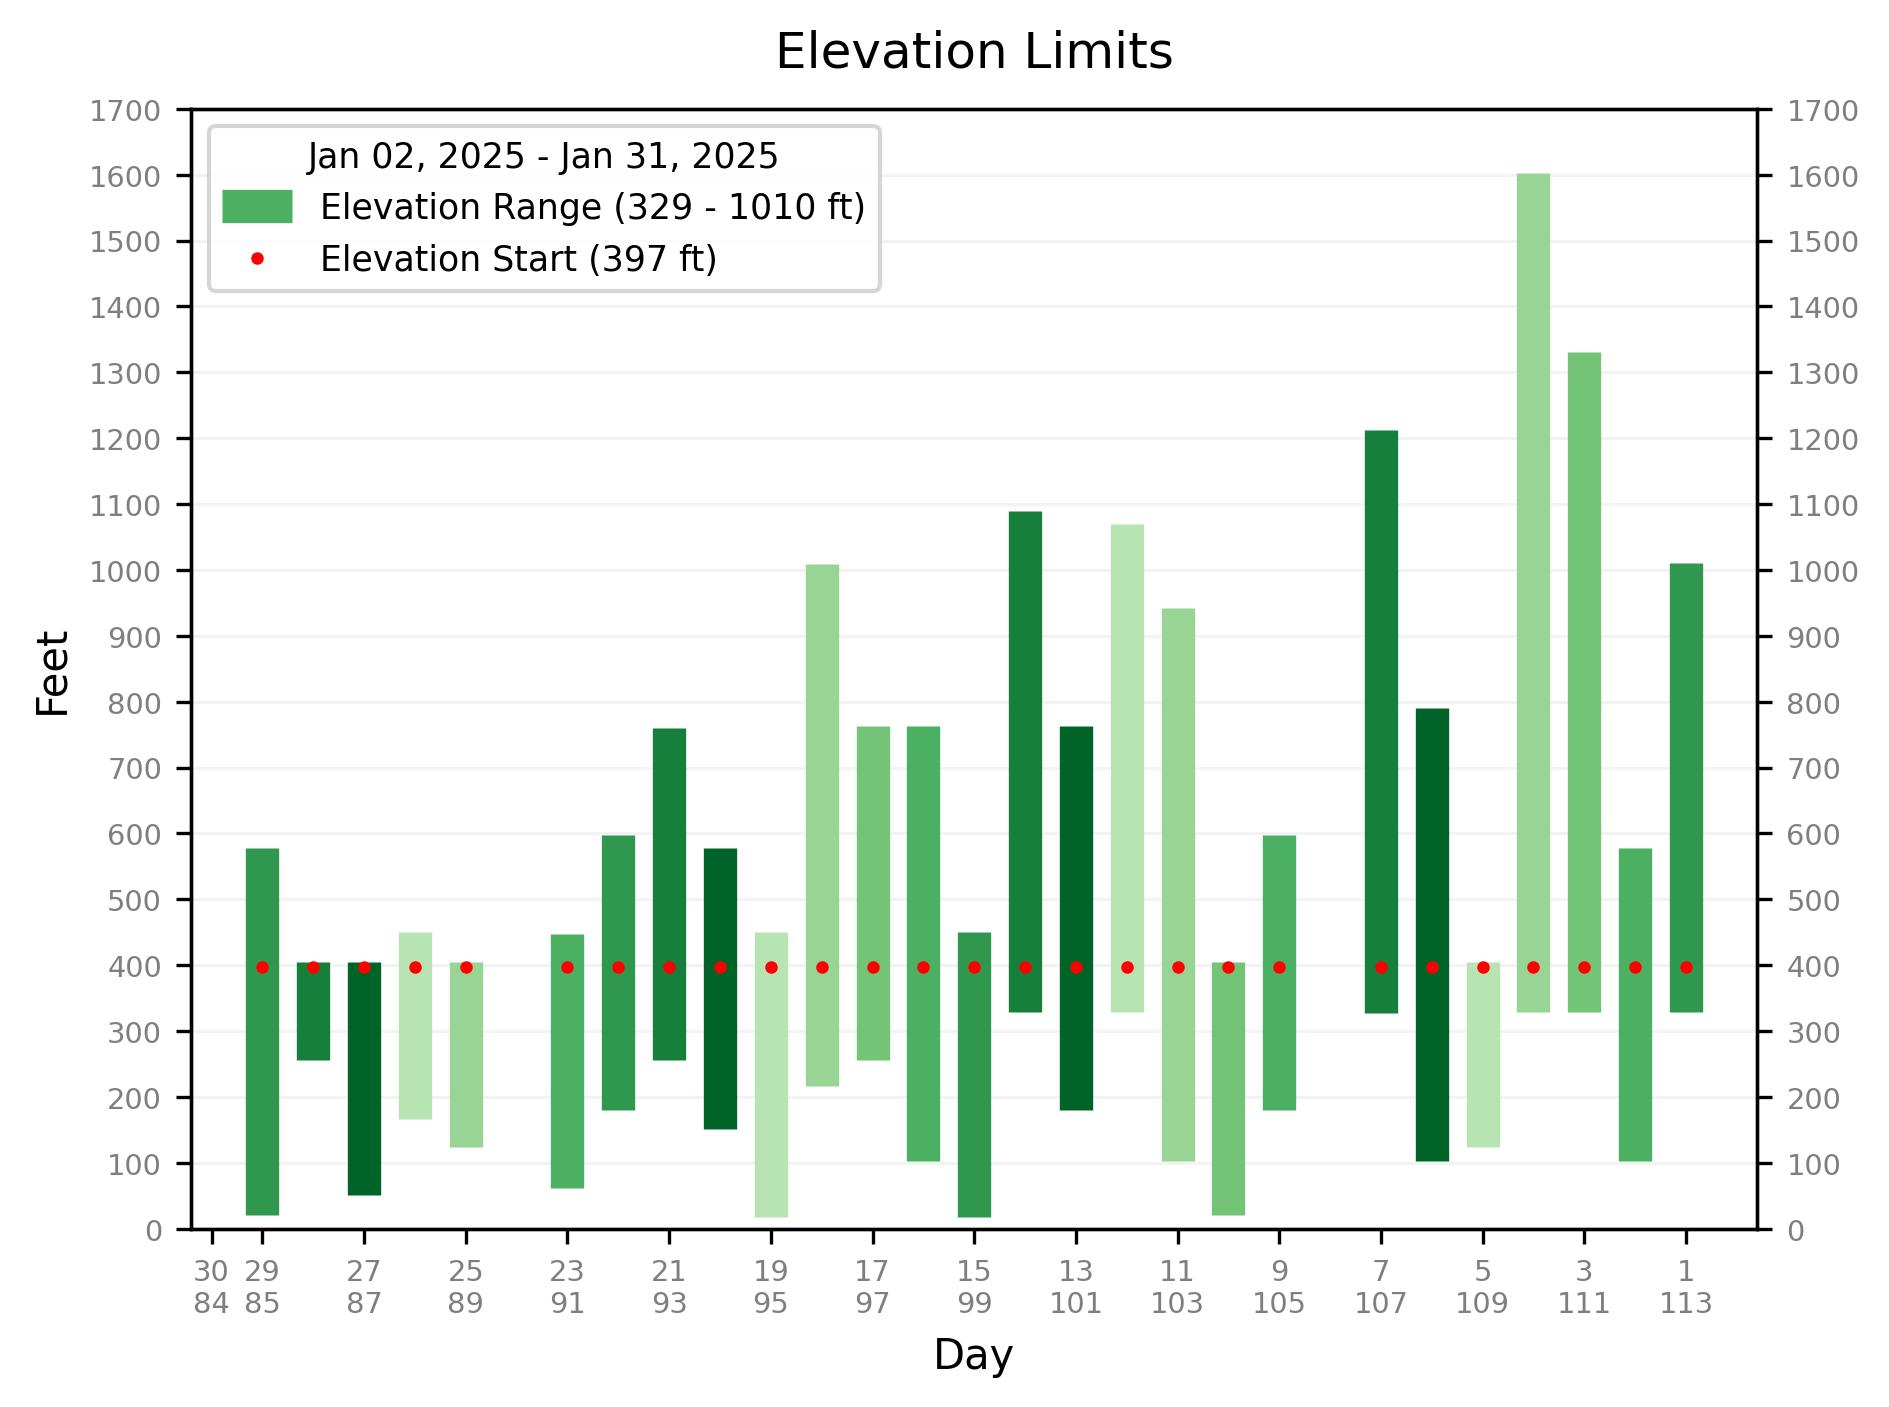 Elevation Limits
Jan 02, 2025 - Jan 31, 2025
Elevation Range (329 - 1010 ft)
Elevation Start (397 ft)
Feet
1700 1700
1600 1600
1500 1500
1400 1400
1300 1300
1200 1200
1100 1100
1000 1000
900 900
800 800
700 700
600 600
500 500
400 400
300 300
200 200
100 100
0 0
30 29 27 25 23 21 19 17 15 13 11 9 7 5 3 1
84 85 87 89 91 93 95 97 99 101 103 105 107 109 111 113
Day